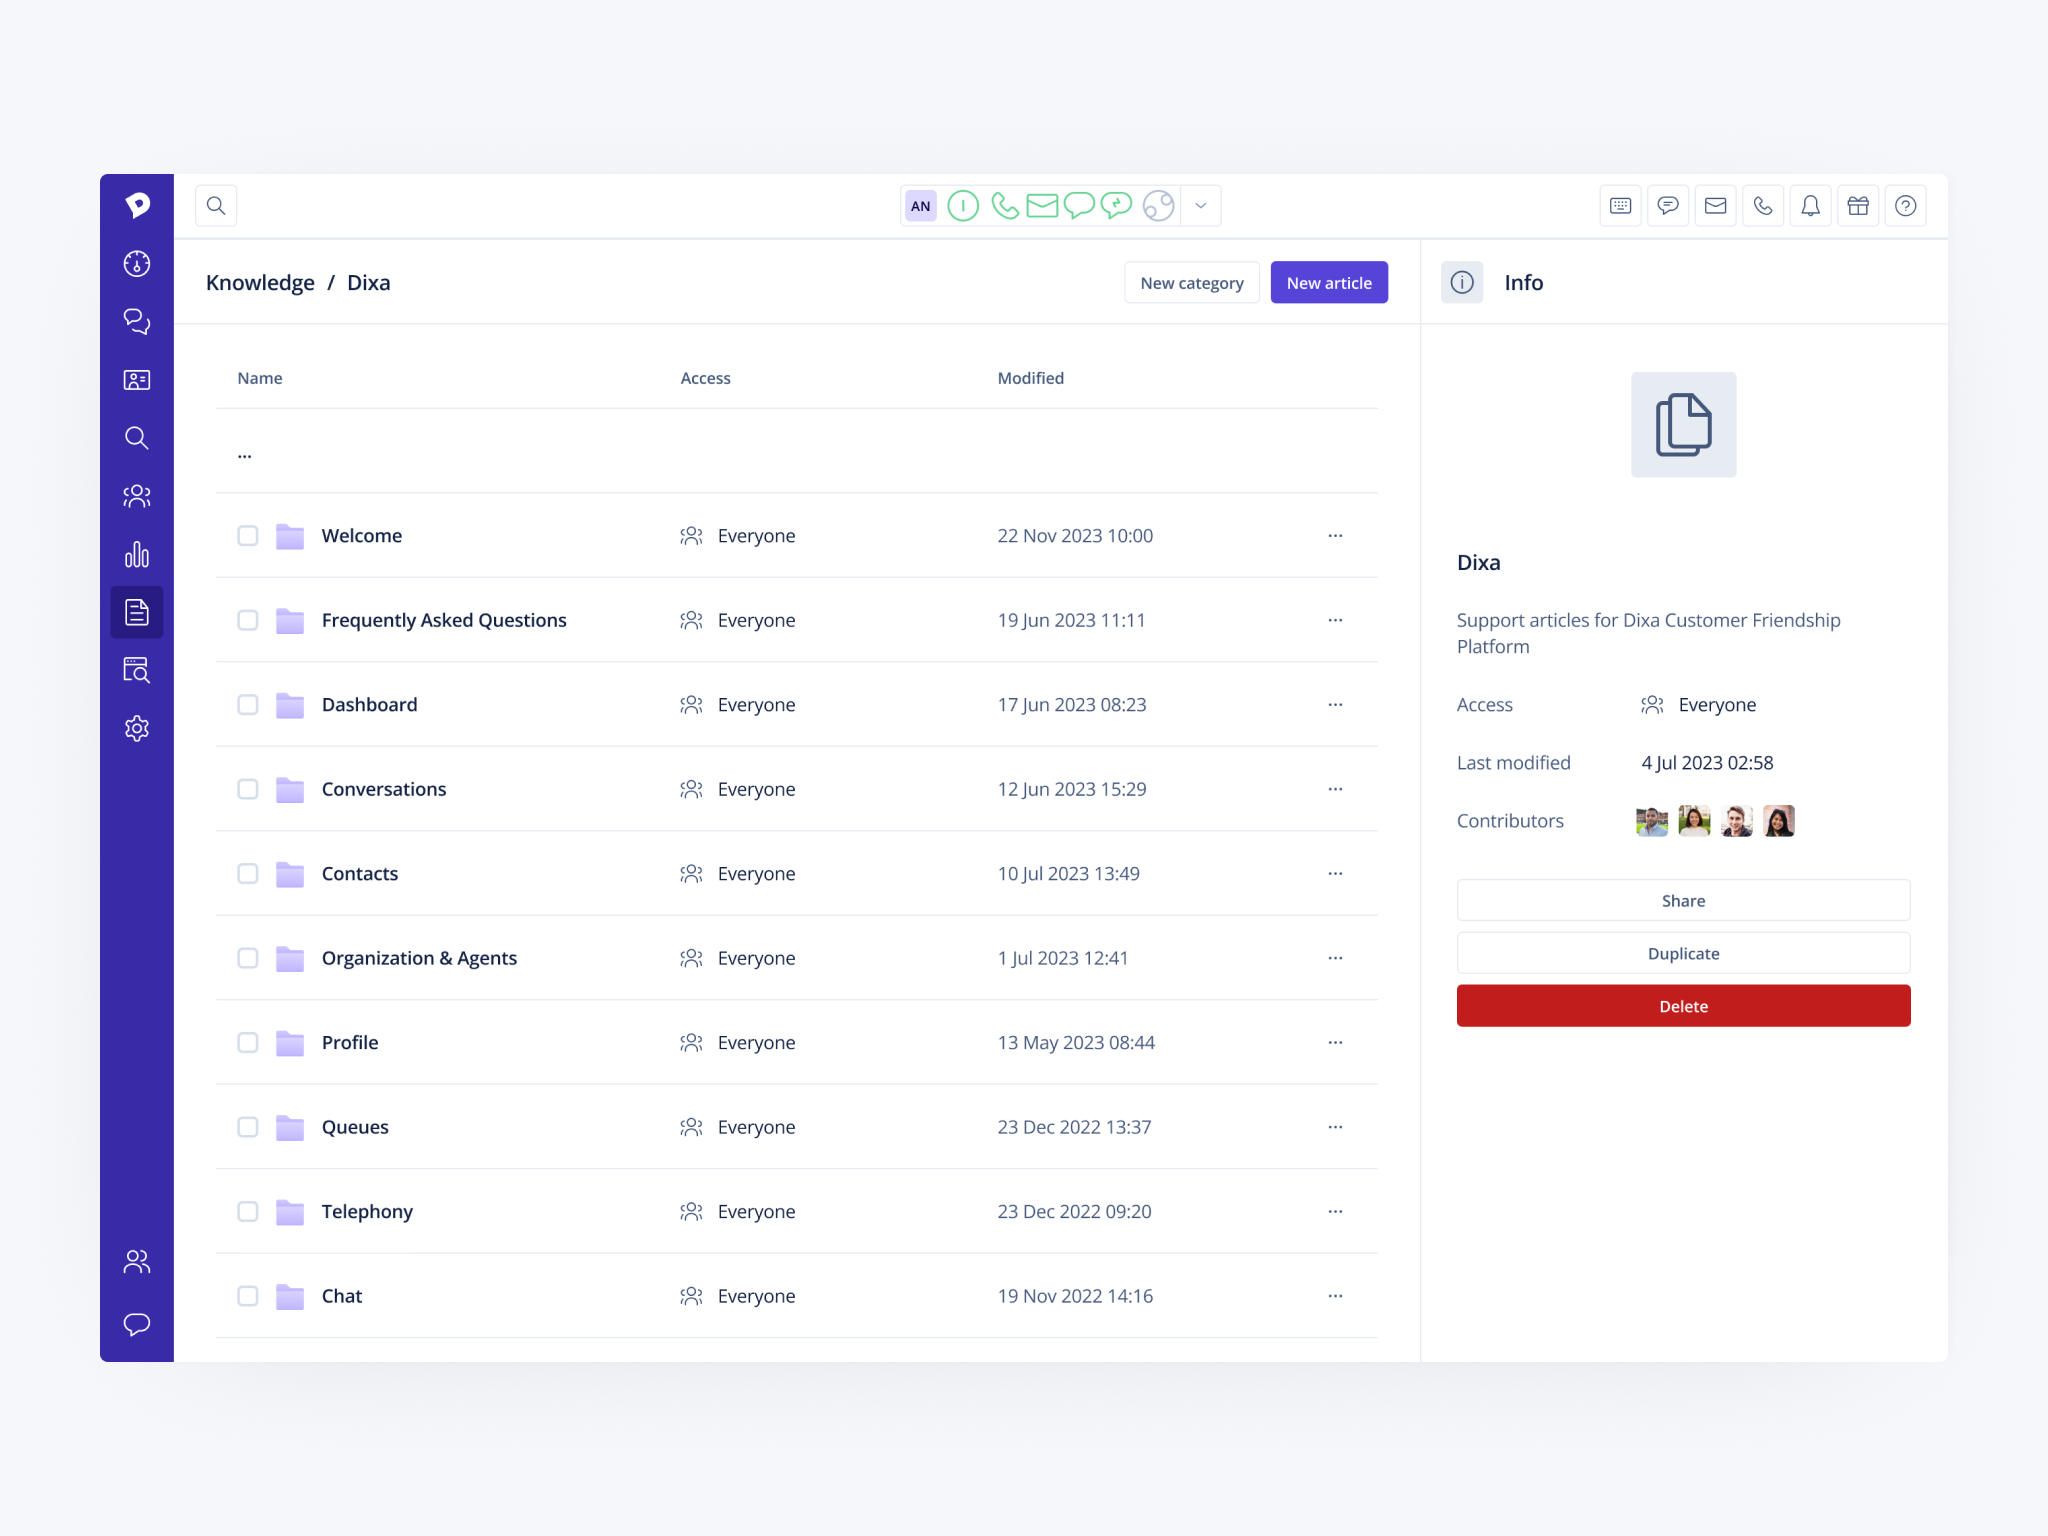 AN
Knowledge / Dixa
New category
New article
Info
Name Access Modified
...
Welcome Everyone 22 Nov 2023 10:00 ...
Frequently Asked Questions Everyone 19 Jun 2023 11:11 ...
Dashboard Everyone 17 Jun 2023 08:23 ...
Conversations Everyone 12 Jun 2023 15:29 ...
Contacts Everyone 10 Jul 2023 13:49 ...
Organization & Agents Everyone 1 Jul 2023 12:41 ...
Profile Everyone 13 May 2023 08:44 ...
Queues Everyone 23 Dec 2022 13:37 ...
Telephony Everyone 23 Dec 2022 09:20 ...
Chat Everyone 19 Nov 2022 14:16 ...
Dixa
Support articles for Dixa Customer Friendship
Platform
Access Everyone
Last modified 4 Jul 2023 02:58
Contributors
Share
Duplicate
Delete